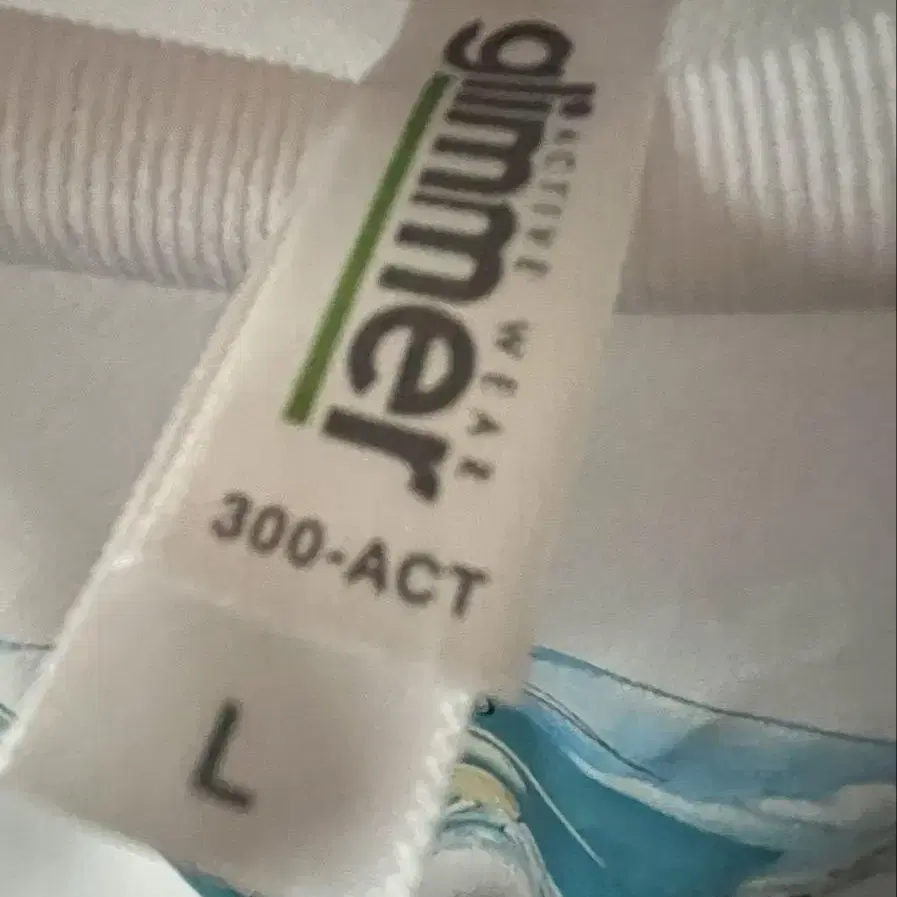 glimmer
ACTIVE WEAR
300-ACT
L